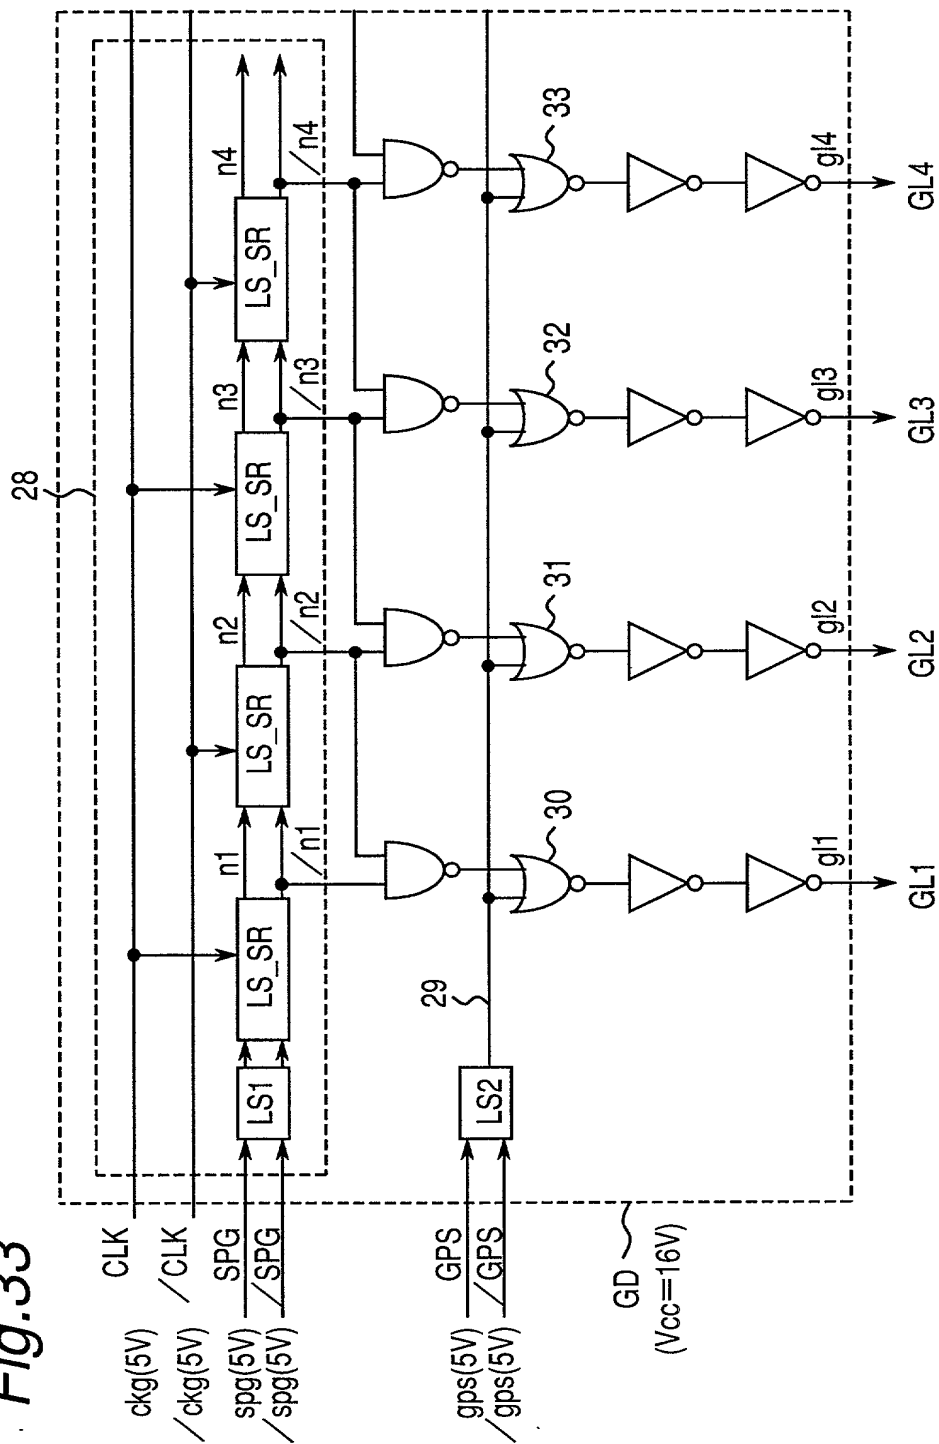 Fig.33
28
CLK
/CLK
SPG
/SPG
ckg(5V)
/ckg(5V)
spg(5V)
/spg(5V)
LS1
LS_SR
n1
/n1
LS_SR
n2
/n2
LS_SR
n3
/n3
LS_SR
n4
/n4
GPS
/GPS
gps(5V)
/gps(5V)
LS2
29
30
31
32
33
GD
(Vcc=16V)
gl1
gl2
gl3
gl4
GL1
GL2
GL3
GL4